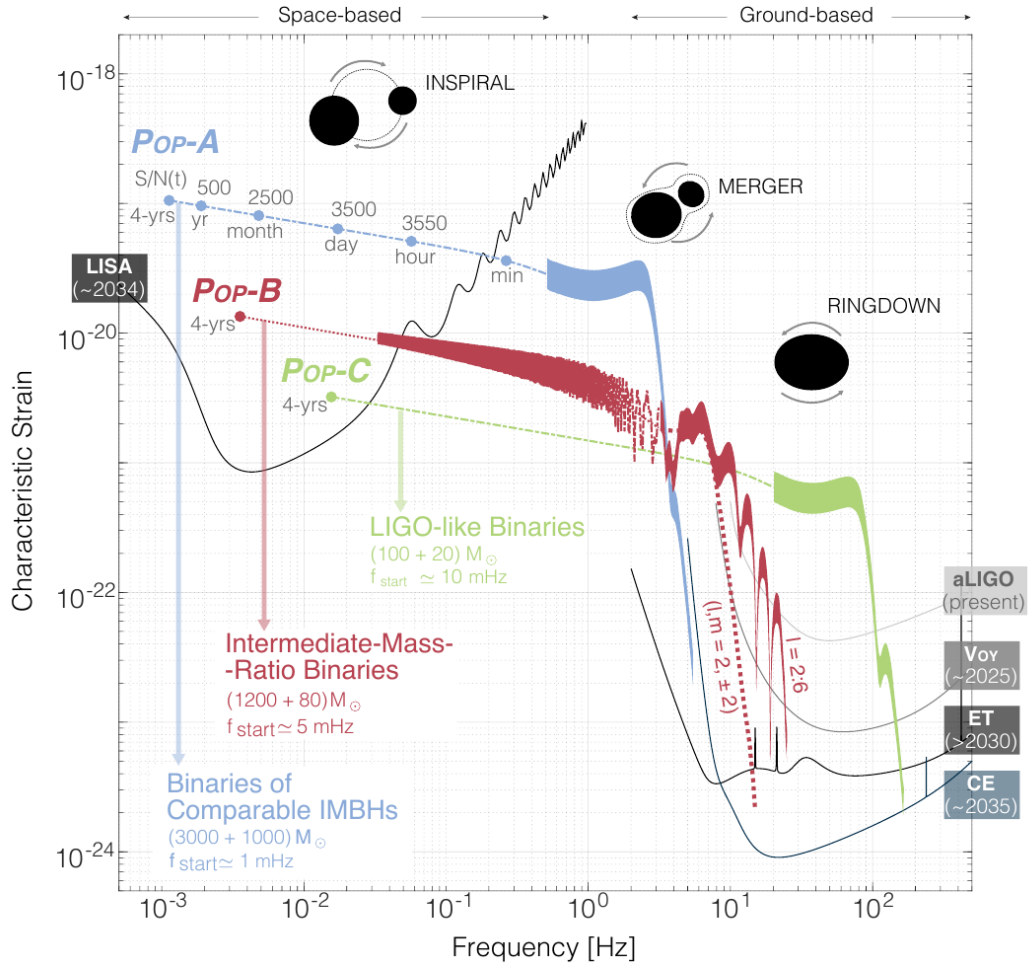 Space-based
Ground-based
10^-18
10^-20
10^-22
10^-24
Characteristic Strain
INSPIRAL
MERGER
RINGDOWN
POP-A
S/N(t)
500
2500
3500
3550
4-yrs
yr
month
day
hour
min
LISA
(~2034)
POP-B
4-yrs
POP-C
4-yrs
LIGO-like Binaries
(100 + 20) M⊙
f start ≃ 10 mHz
Intermediate-Mass-
-Ratio Binaries
(1200 + 80) M⊙
f start ≃ 5 mHz
Binaries of
Comparable IMBHs
(3000 + 1000) M⊙
f start ≃ 1 mHz
(l,m = 2, ± 2)
l = 2:6
aLIGO
(present)
VOY
(~2025)
ET
(>2030)
CE
(~2035)
10^-3
10^-2
10^-1
10^0
10^1
10^2
Frequency [Hz]